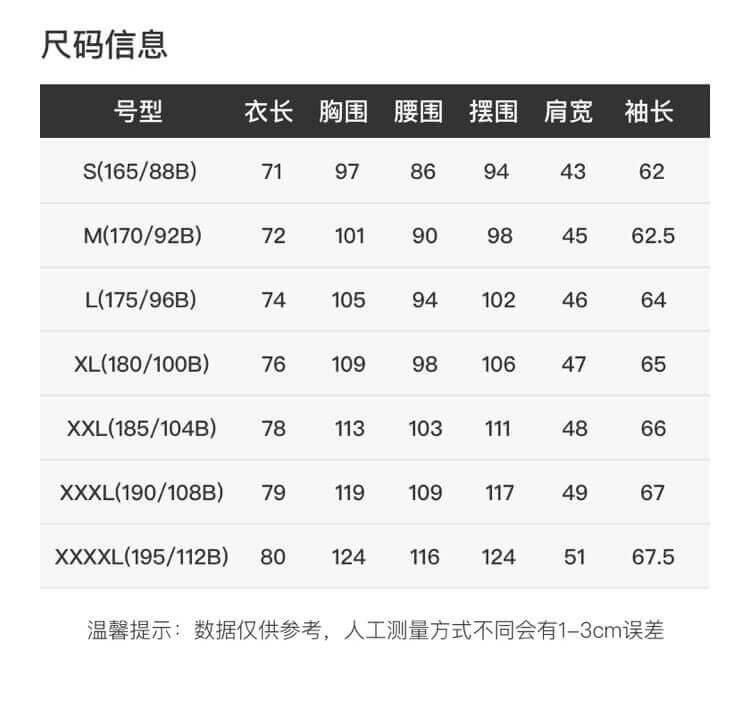 尺码信息
号型 衣长 胸围 腰围 摆围 肩宽 袖长
S(165/88B) 71 97 86 94 43 62
M(170/92B) 72 101 90 98 45 62.5
L(175/96B) 74 105 94 102 46 64
XL(180/100B) 76 109 98 106 47 65
XXL(185/104B) 78 113 103 111 48 66
XXXL(190/108B) 79 119 109 117 49 67
XXXXL(195/112B) 80 124 116 124 51 67.5
温馨提示：数据仅供参考，人工测量方式不同会有1-3cm误差